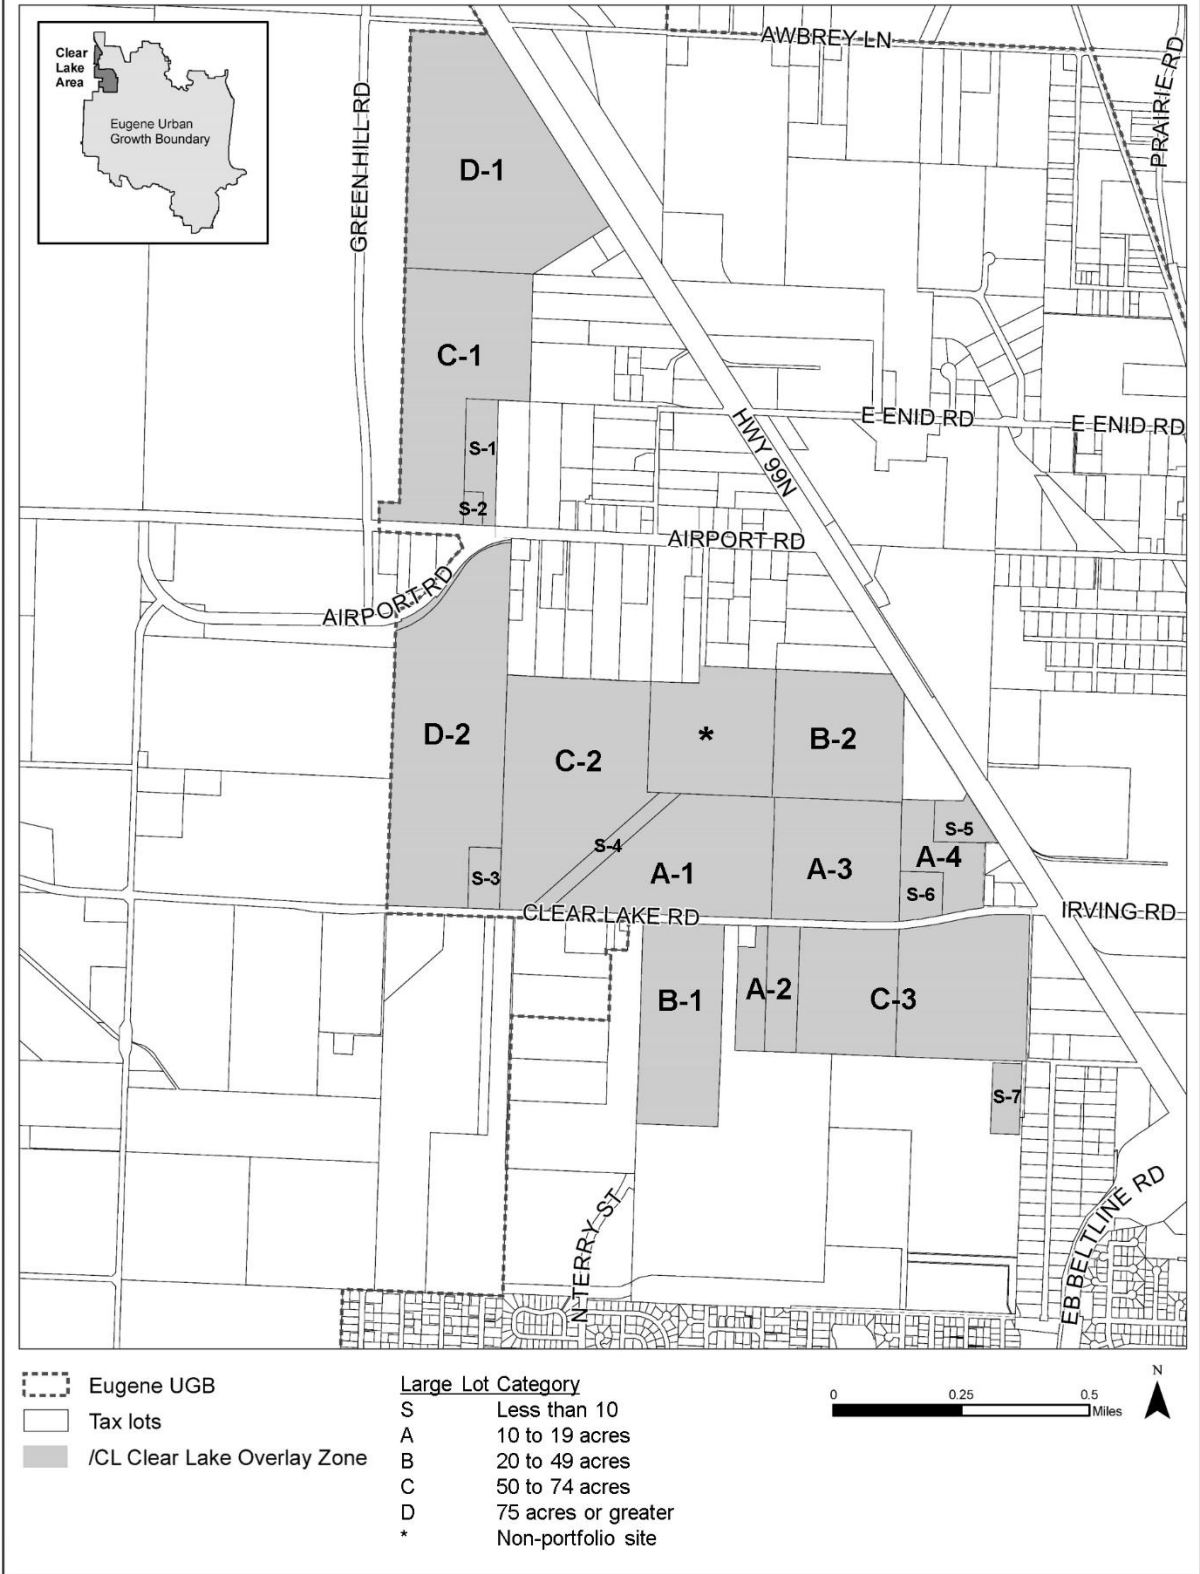 Clear
Lake
Area
Eugene Urban
Growth Boundary
AWBREY LN
PRAIRIE RD
GREEN HILL RD
D-1
C-1
E ENID RD
E ENID RD
HWY 99N
S-1
S-2
AIRPORT RD
AIRPORT RD
D-2
C-2
*
B-2
S-4
S-5
A-4
S-3
A-1
A-3
S-6
CLEAR LAKE RD
IRVING RD
B-1
A-2
C-3
S-7
N TERRY ST
EB BELTLINE RD
Eugene UGB
Tax lots
/CL Clear Lake Overlay Zone
Large Lot Category
S Less than 10
A 10 to 19 acres
B 20 to 49 acres
C 50 to 74 acres
D 75 acres or greater
* Non-portfolio site
0 0.25 0.5
Miles
N